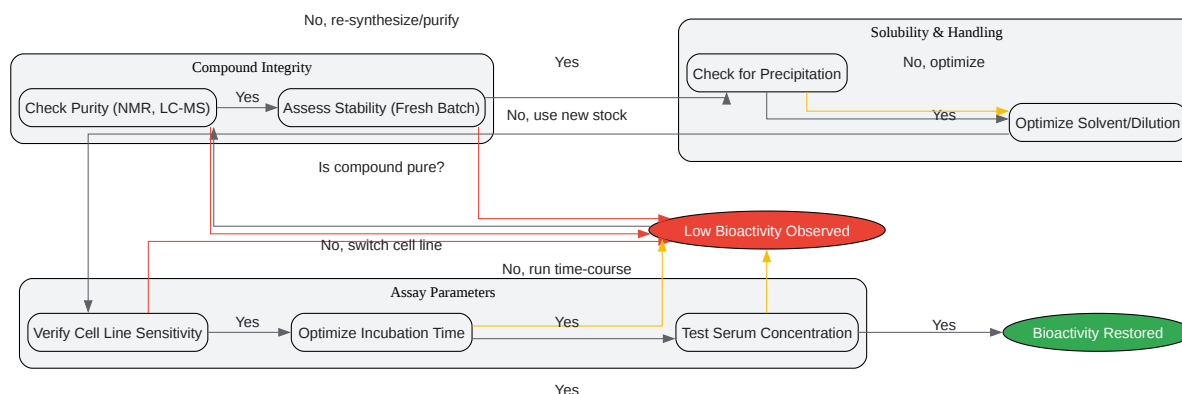 No, re-synthesize/purify
Solubility & Handling
Yes
No, optimize
Compound Integrity
Check for Precipitation
Check Purity (NMR, LC-MS)
Yes
Assess Stability (Fresh Batch)
No, use new stock
Yes
Optimize Solvent/Dilution
Is compound pure?
Low Bioactivity Observed
No, switch cell line
No, run time-course
Assay Parameters
Verify Cell Line Sensitivity
Yes
Optimize Incubation Time
Yes
Test Serum Concentration
Yes
Bioactivity Restored
Yes